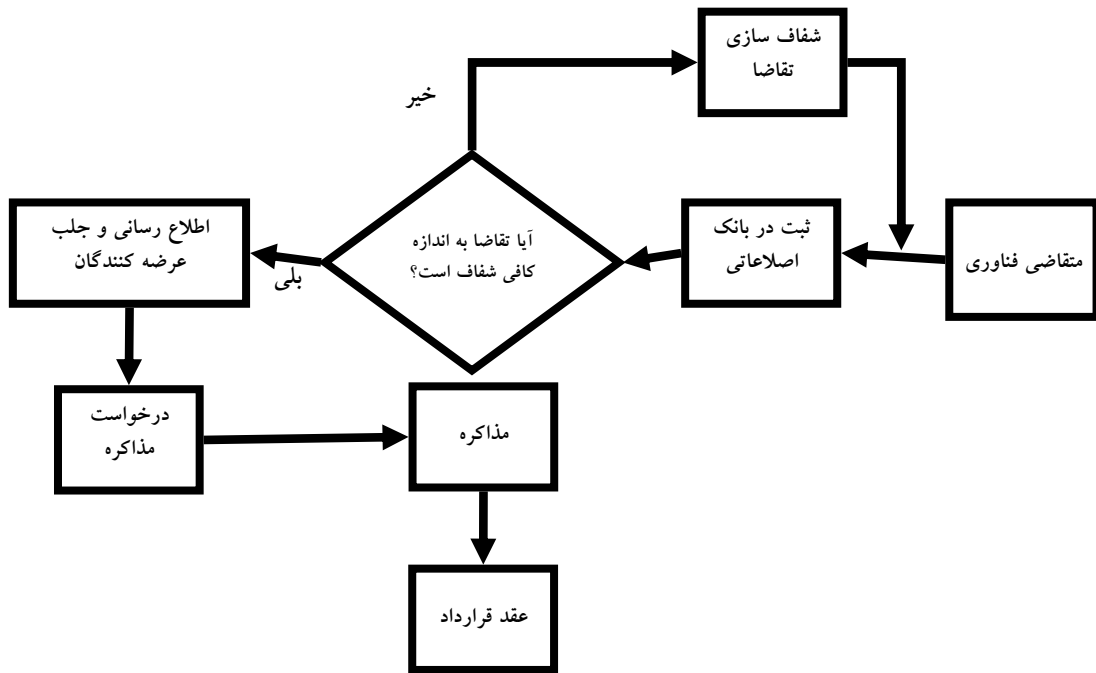 شفاف سازی
تقاضا
خیر
متقاضی فناوری
ثبت در بانک
اصلاعاتی
آیا تقاضا به اندازه
کافی شفاف است؟
بلی
اطلاع رسانی و جلب
عرضه کنندگان
درخواست
مذاکره
مذاکره
عقد قرارداد